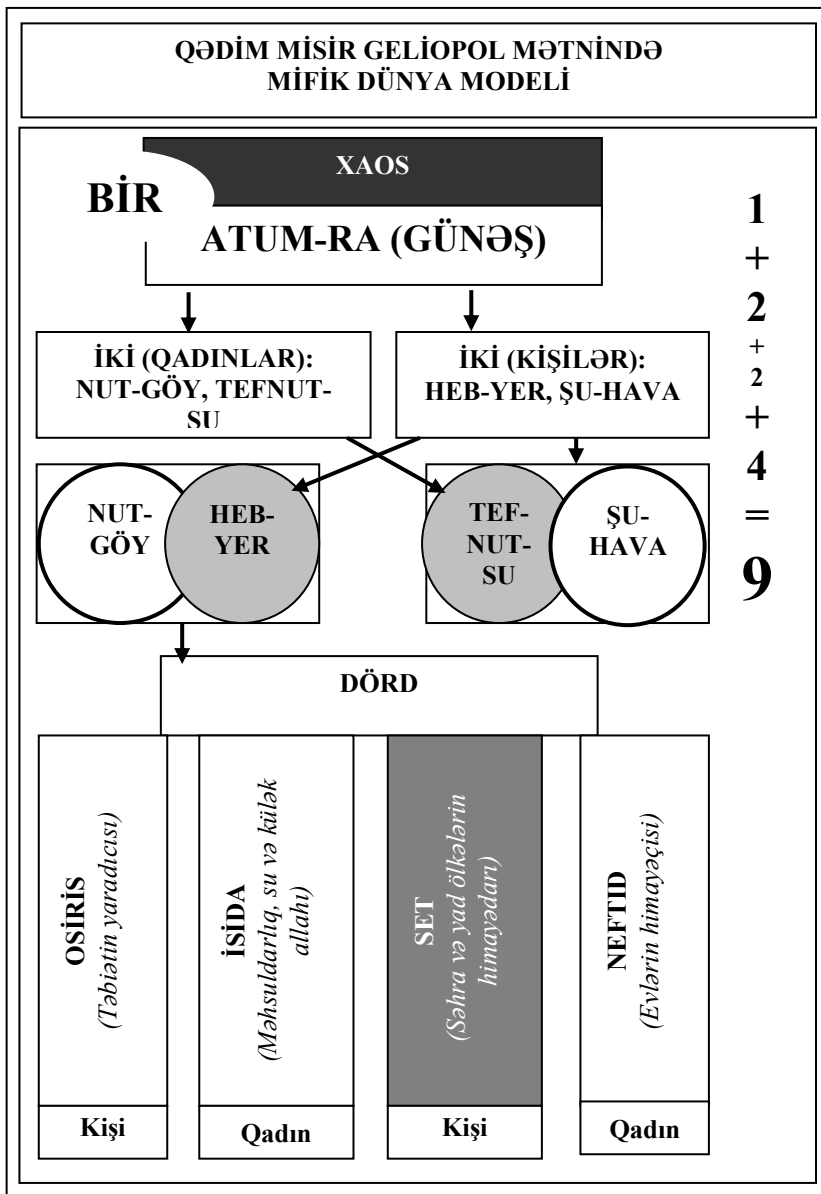 QƏDİM MİSİR GELİOPOL MƏTNİNDƏ
MİFİK DÜNYA MODELİ
XAOS
BİR
ATUM-RA (GÜNƏŞ)
İKİ (QADINLAR):
NUT-GÖY, TEFNUT-
SU
İKİ (KİŞİLƏR):
HEB-YER, ŞU-HAVA
NUT-
GÖY
HEB-
YER
TEF-
NUT-
SU
ŞU-
HAVA
DÖRD
OSİRİS
(Təbiətin yaradıcısı)
İSİDA
(Məhsuldarlıq, su və külək
allahı)
SET
(Səhra və yad ölkələrin
himayədarı)
NEFTID
(Evlərin himayəçisi)
Kişi
Qadın
Kişi
Qadın
1
+
2
+
2
+
4
=
9